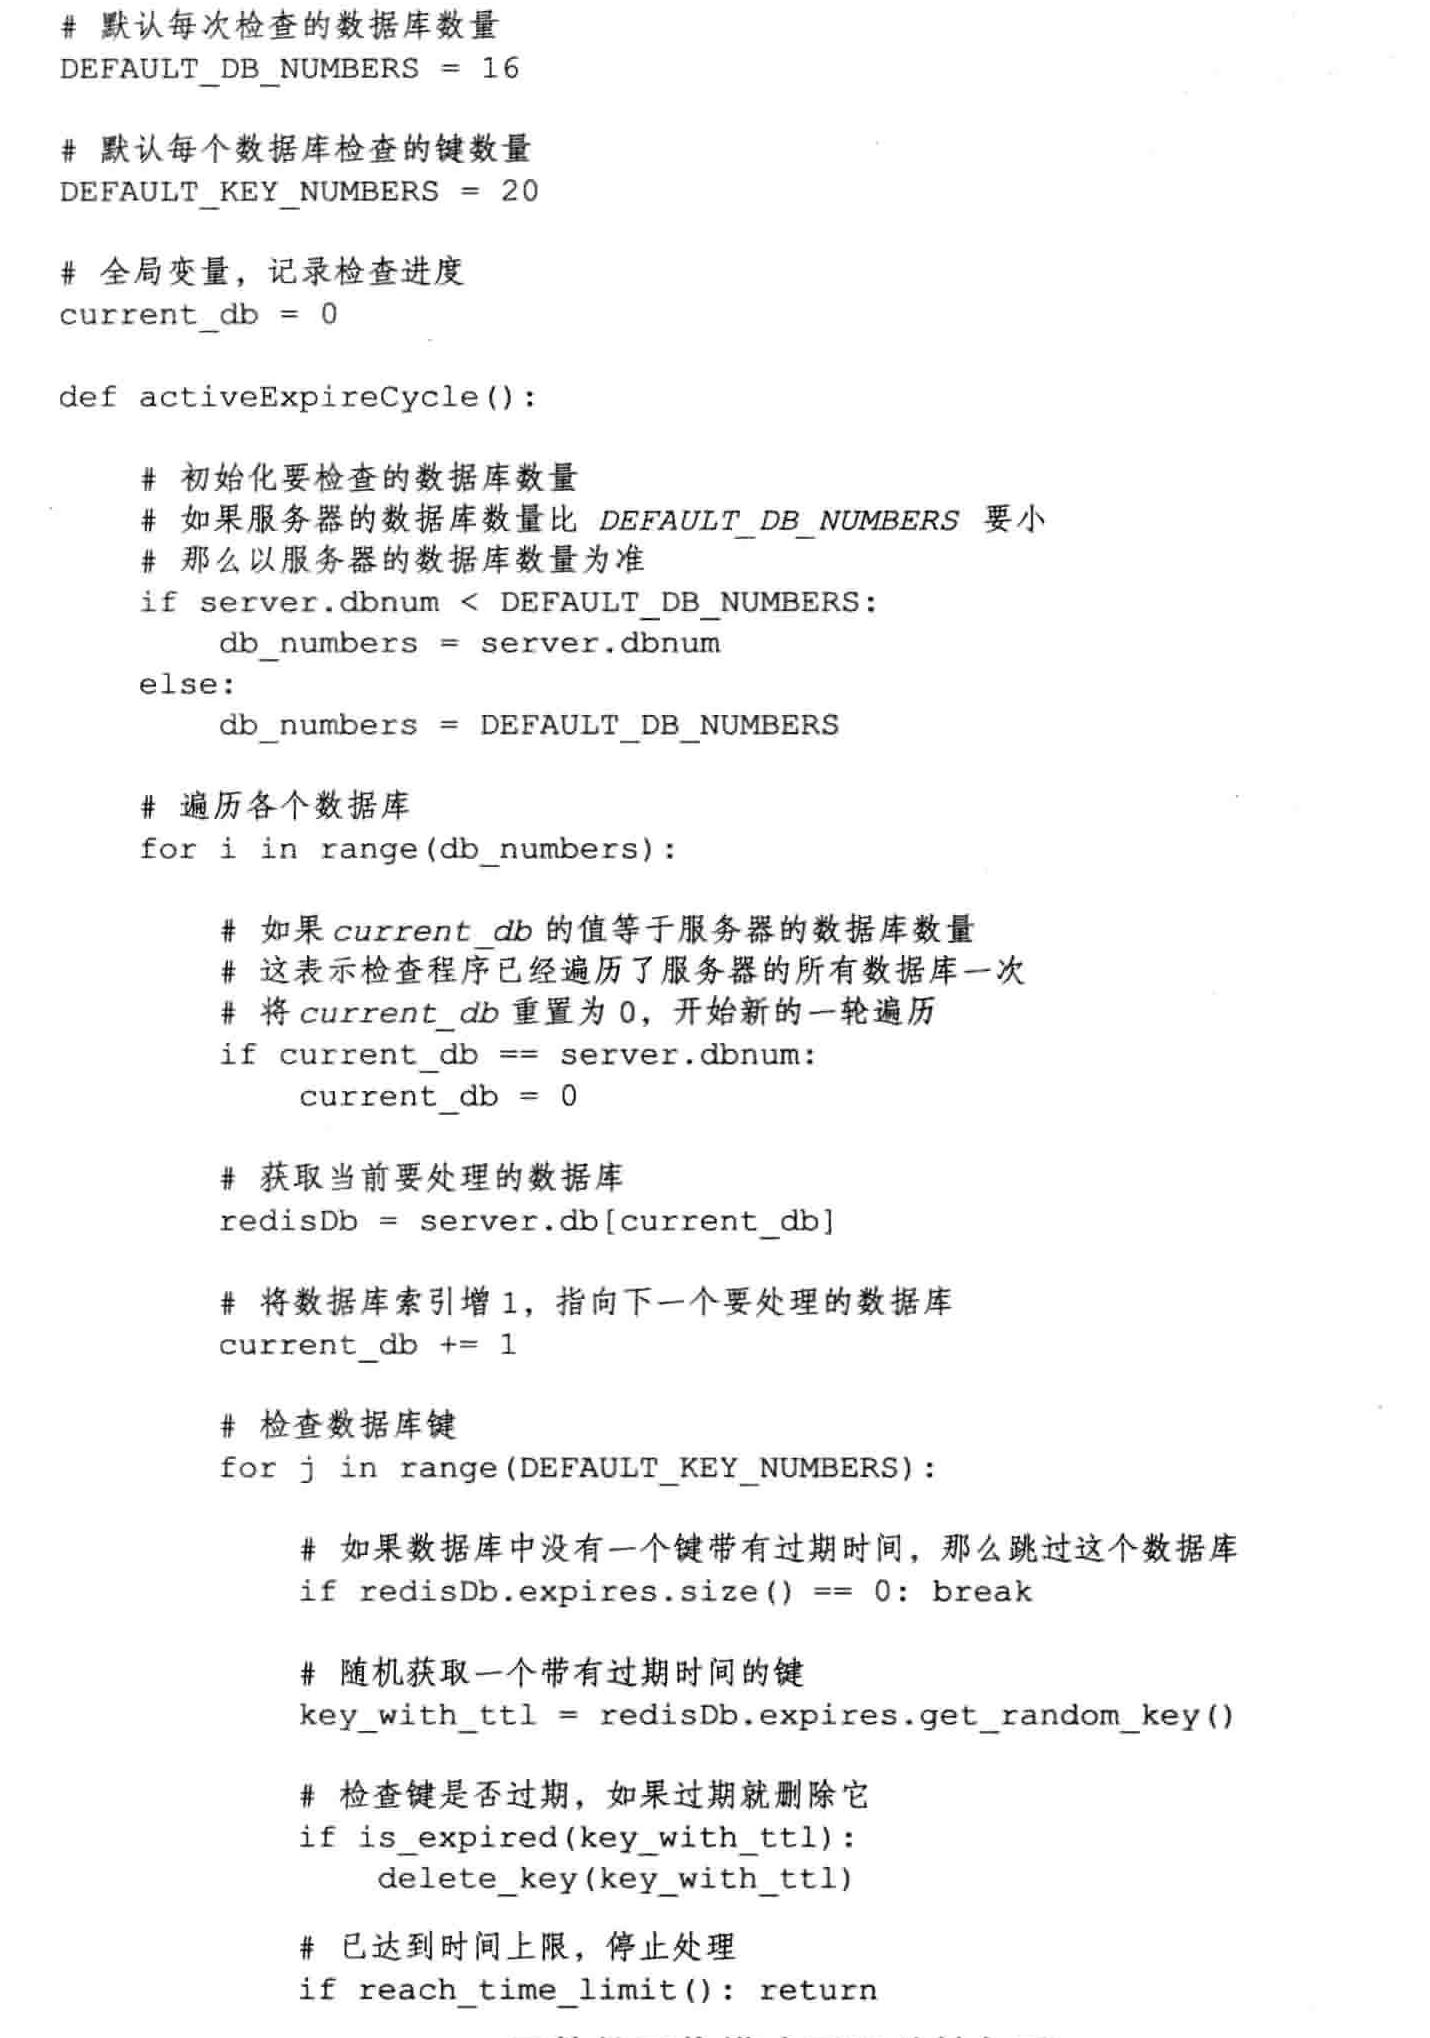 # 默认每次检查的数据库数量
DEFAULT_DB_NUMBERS = 16
# 默认每个数据库检查的键数量
DEFAULT_KEY_NUMBERS = 20
# 全局变量，记录检查进度
current_db = 0
def activeExpireCycle():
# 初始化要检查的数据库数量
# 如果服务器的数据库数量比 DEFAULT_DB_NUMBERS 要小
# 那么以服务器的数据库数量为准
if server.dbnum < DEFAULT_DB_NUMBERS:
db_numbers = server.dbnum
else:
db_numbers = DEFAULT_DB_NUMBERS
# 遍历各个数据库
for i in range(db_numbers):
# 如果 current_db 的值等于服务器的数据库数量
# 这表示检查程序已经遍历了服务器的所有数据库一次
# 将 current_db 重置为 0，开始新的一轮遍历
if current_db == server.dbnum:
current_db = 0
# 获取当前要处理的数据库
redisDb = server.db[current_db]
# 将数据库索引增 1，指向下一个要处理的数据库
current_db += 1
# 检查数据库键
for j in range(DEFAULT_KEY_NUMBERS):
# 如果数据库中没有一个键带有过期时间，那么跳过这个数据库
if redisDb.expires.size() == 0: break
# 随机获取一个带有过期时间的键
key_with_ttl = redisDb.expires.get_random_key()
# 检查键是否过期，如果过期就删除它
if is_expired(key_with_ttl):
delete_key(key_with_ttl)
# 已达到时间上限，停止处理
if reach_time_limit(): return